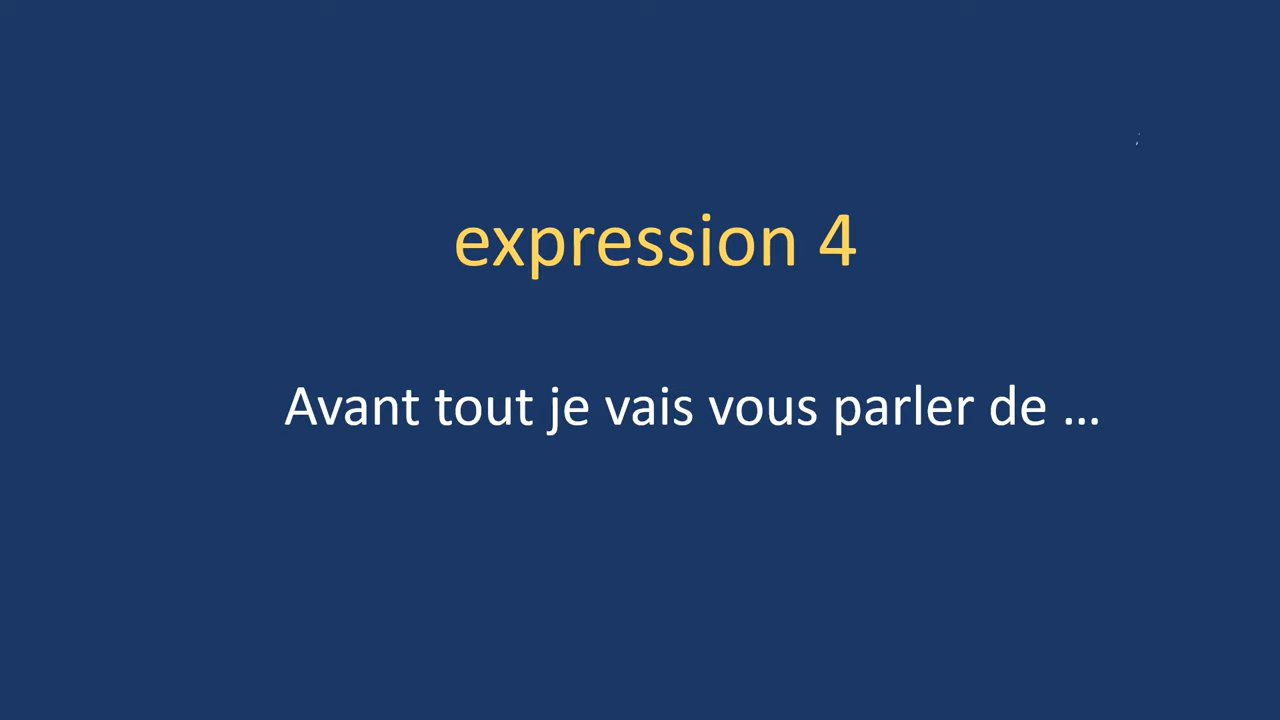 expression 4
Avant tout je vais vous parler de ...